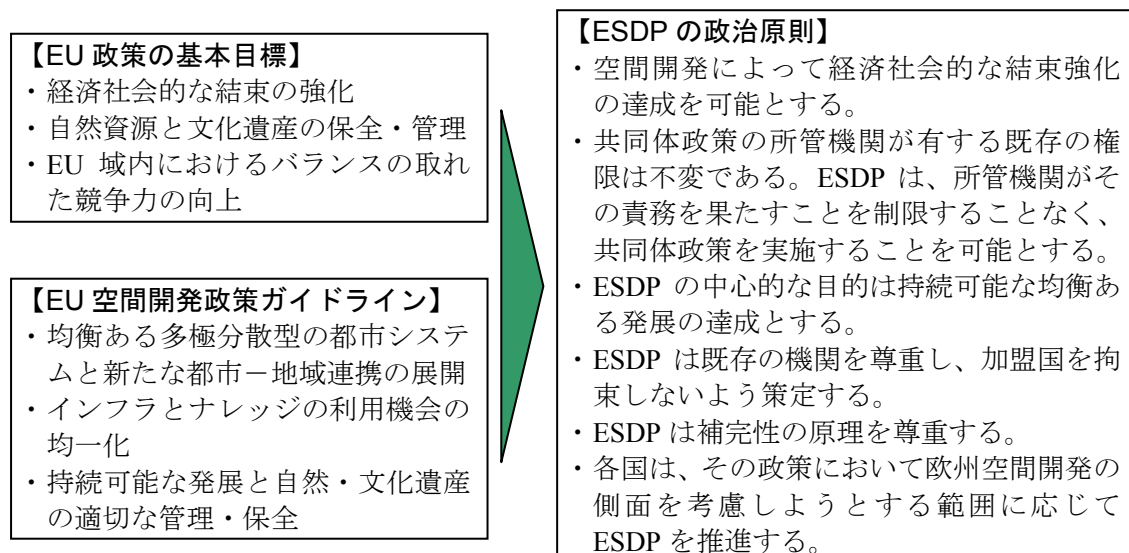 【EU 政策の基本目標】
・経済社会的な結束の強化
・自然資源と文化遺産の保全・管理
・EU 域内におけるバランスの取れ
た競争力の向上
【EU 空間開発政策ガイドライン】
・均衡ある多極分散型の都市システ
ムと新たな都市－地域連携の展開
・インフラとナレッジの利用機会の
均一化
・持続可能な発展と自然・文化遺産
の適切な管理・保全
【ESDP の政治原則】
・空間開発によって経済社会的な結束強化
の達成を可能とする。
・共同体政策の所管機関が有する既存の権
限は不変である。ESDP は、所管機関がそ
の責務を果たすことを制限することなく、
共同体政策を実施することを可能とする。
・ESDP の中心的な目的は持続可能な均衡あ
る発展の達成とする。
・ESDP は既存の機関を尊重し、加盟国を拘
束しないよう策定する。
・ESDP は補完性の原理を尊重する。
・各国は、その政策において欧州空間開発の
側面を考慮しようとする範囲に応じて
ESDP を推進する。